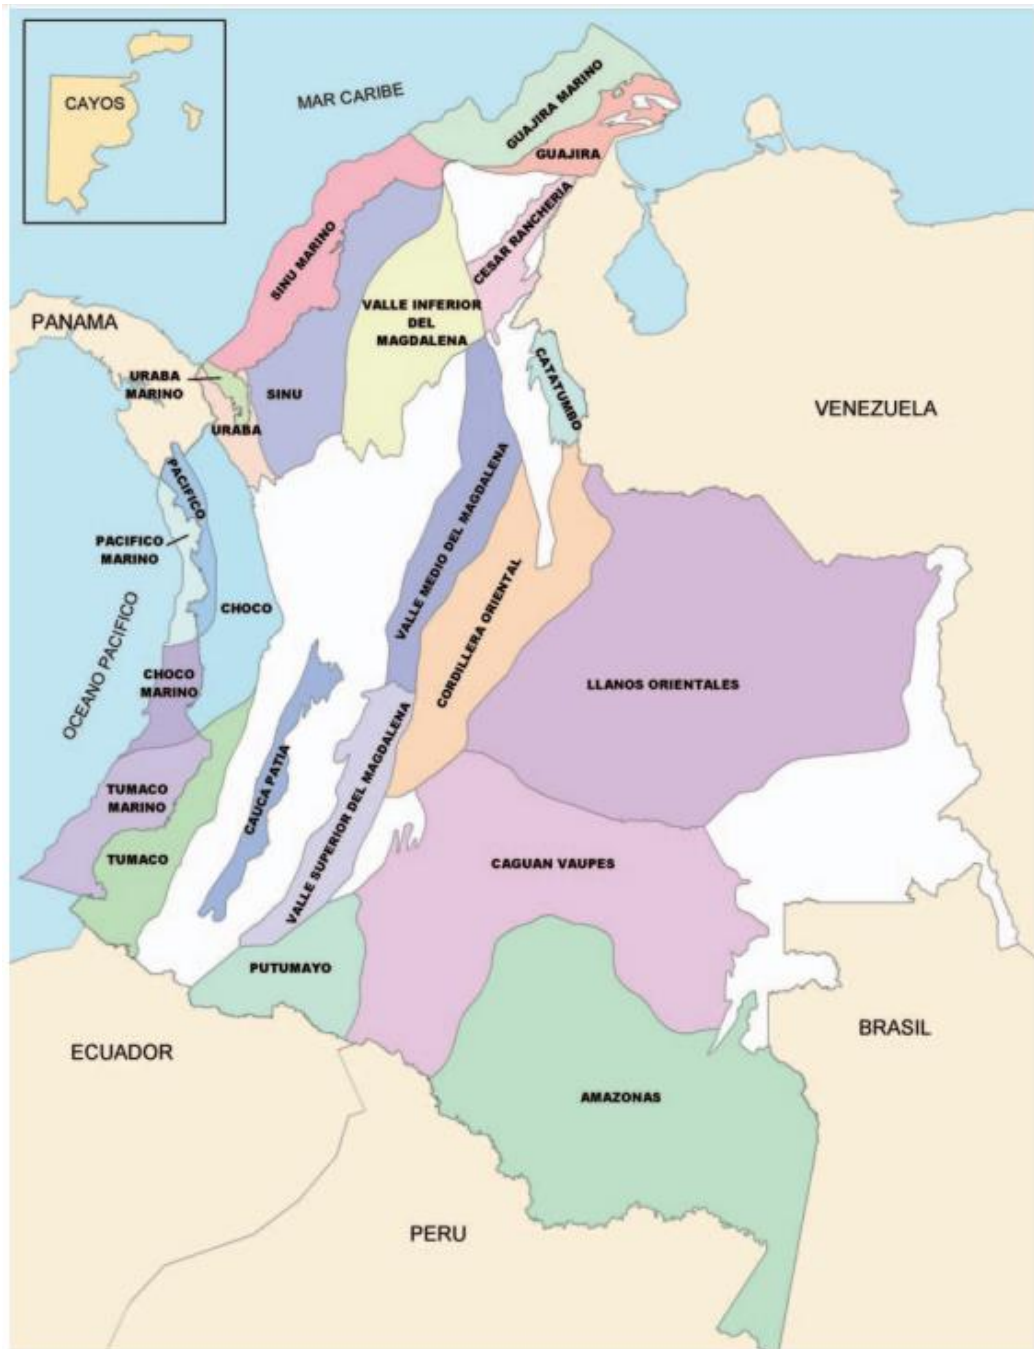 CAYOS
MAR CARIBE
GUAJIRA MARINO
GUAJIRA
CESAR RANCHERIA
SINU MARINO
VALLE INFERIOR
DEL
MAGDALENA
PANAMA
URABA
MARINO
SINU
URABA
CATATUMBO
VENEZUELA
PACIFICO
PACIFICO
MARINO
VALLE MEDIO DEL MAGDALENA
CHOCO
OCEANO PACIFICO
CORDILLERA ORIENTAL
CHOCO
MARINO
LLANOS ORIENTALES
CAUCA PATIA
VALLE SUPERIOR DEL MAGDALENA
TUMACO
MARINO
TUMACO
CAGUAN VAUPES
PUTUMAYO
ECUADOR
BRASIL
AMAZONAS
PERU